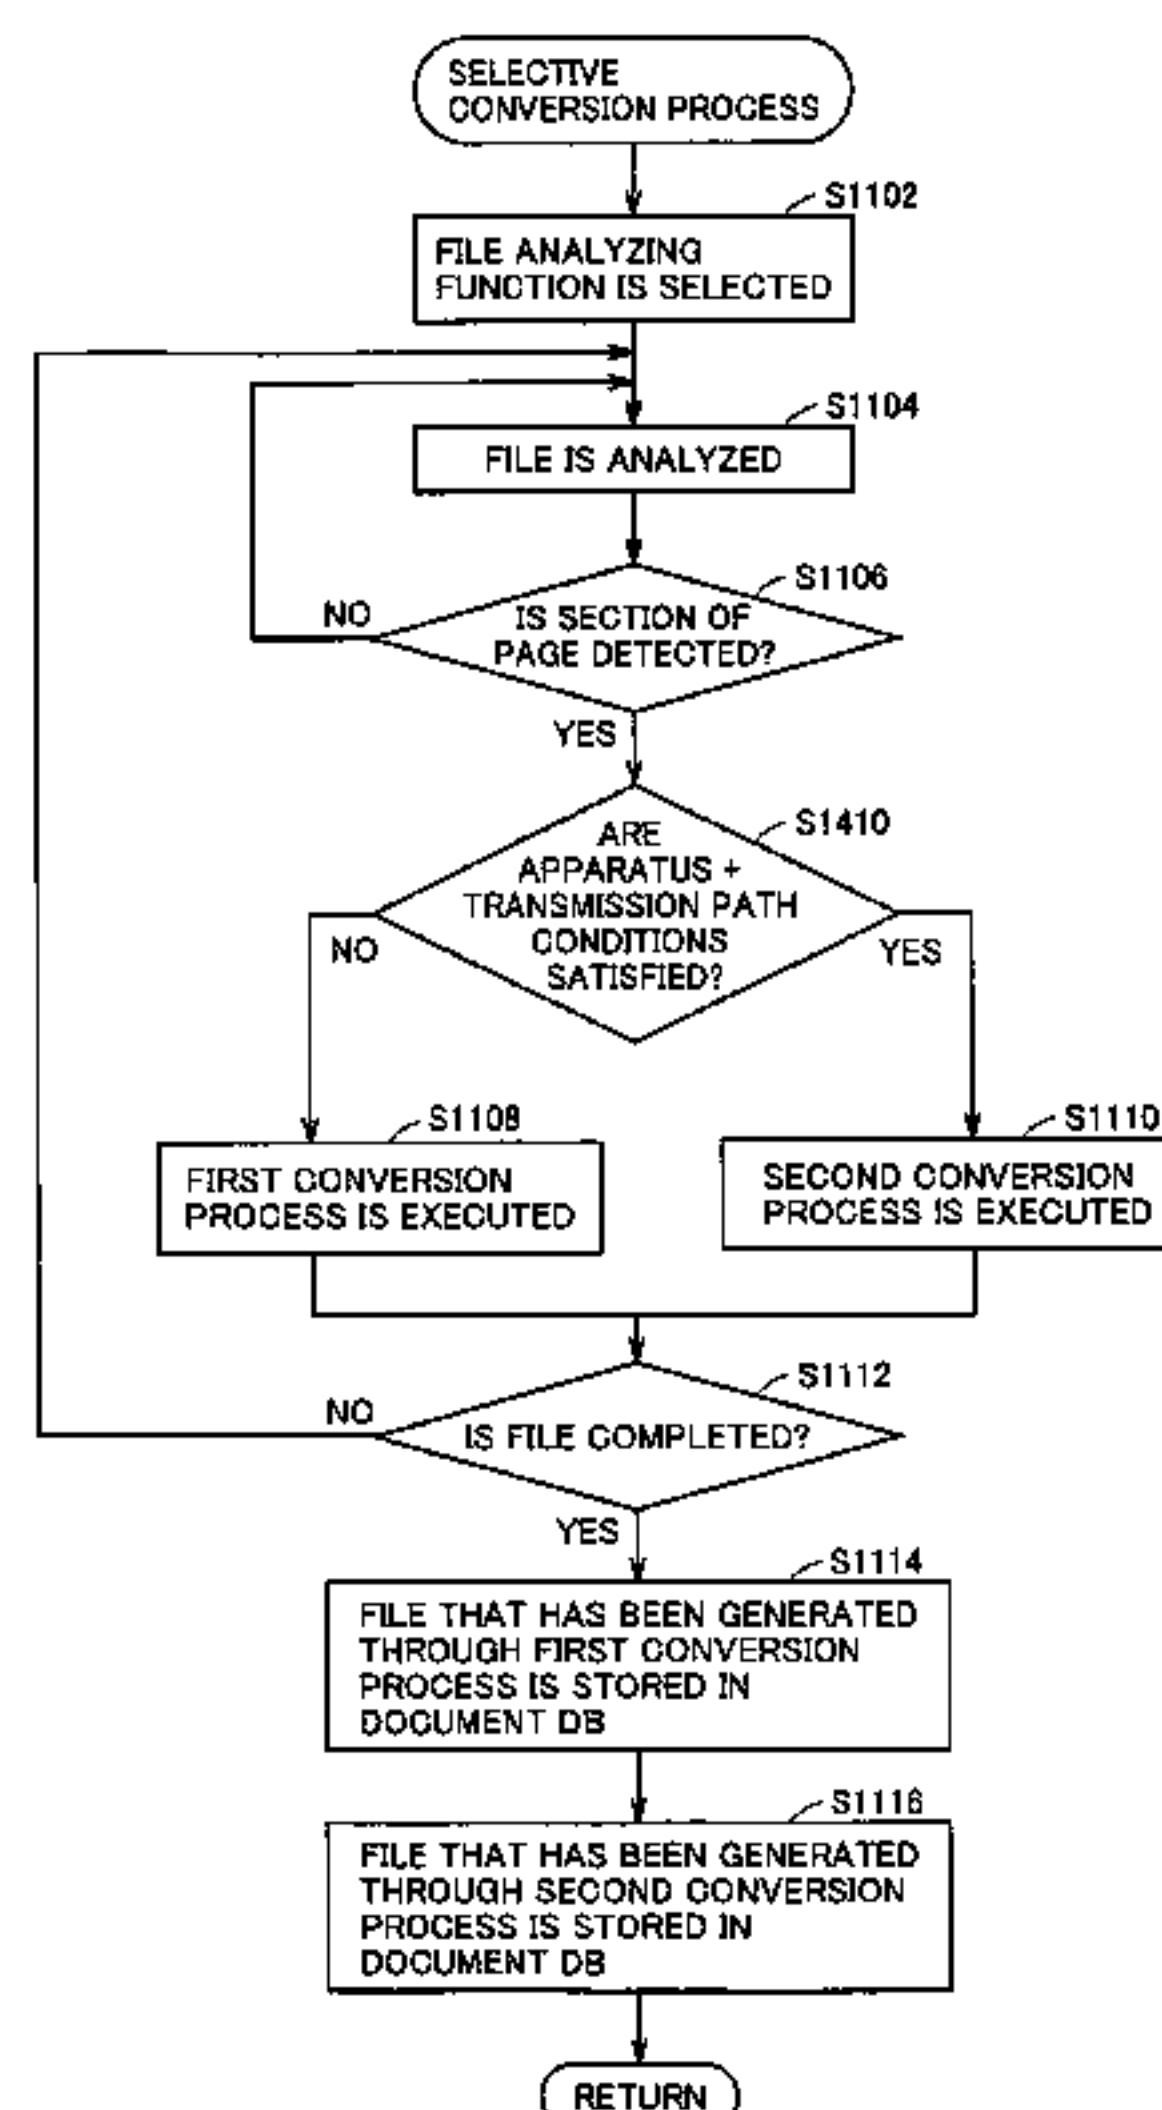 SELECTIVE
CONVERSION PROCESS
S1102
FILE ANALYZING
FUNCTION IS SELECTED
S1104
FILE IS ANALYZED
S1106
NO
IS SECTION OF
PAGE DETECTED?
YES
S1410
ARE
APPARATUS +
TRANSMISSION PATH
CONDITIONS
SATISFIED?
NO
YES
S1108
FIRST CONVERSION
PROCESS IS EXECUTED
S1110
SECOND CONVERSION
PROCESS IS EXECUTED
S1112
NO
IS FILE COMPLETED?
YES
S1114
FILE THAT HAS BEEN GENERATED
THROUGH FIRST CONVERSION
PROCESS IS STORED IN
DOCUMENT DB
S1116
FILE THAT HAS BEEN GENERATED
THROUGH SECOND CONVERSION
PROCESS IS STORED IN
DOCUMENT DB
RETURN